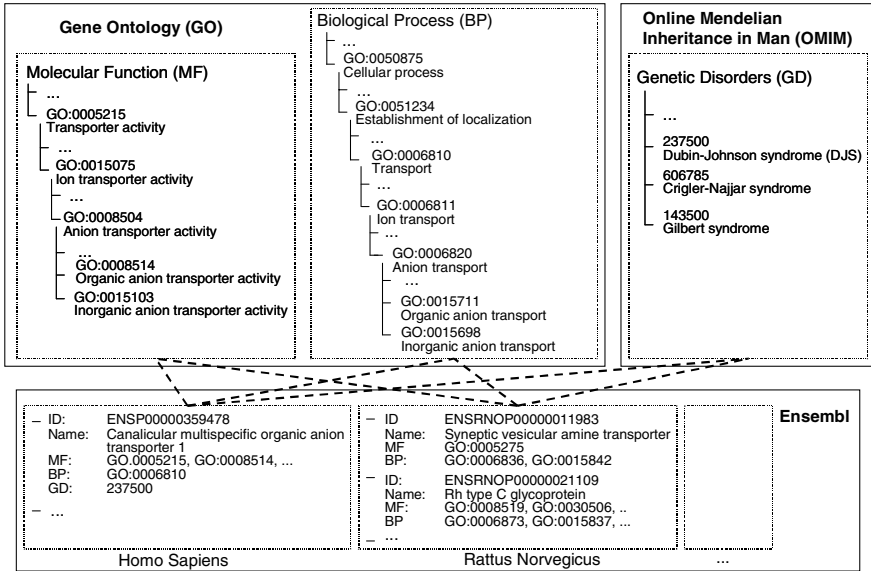 Gene Ontology (GO)
Molecular Function (MF)
...
GO:0005215
Transporter activity
...
GO:0015075
Ion transporter activity
...
GO:0008504
Anion transporter activity
...
GO:0008514
Organic anion transporter activity
GO:0015103
Inorganic anion transporter activity
Biological Process (BP)
...
GO:0050875
Cellular process
...
GO:0051234
Establishment of localization
...
GO:0006810
Transport
...
GO:0006811
Ion transport
...
GO:0006820
Anion transport
...
GO:0015711
Organic anion transport
GO:0015698
Inorganic anion transport
Online Mendelian
Inheritance in Man (OMIM)
Genetic Disorders (GD)
...
237500
Dubin-Johnson syndrome (DJS)
606785
Crigler-Najjar syndrome
143500
Gilbert syndrome
Ensembl
ID: ENSP00000359478
Name: Canalicular multispecific organic anion
transporter 1
MF: GO.0005215, GO:0008514, ...
BP: GO:0006810
GD: 237500
...
Homo Sapiens
ID ENSRNOP00000011983
Name: Syneptic vesicular amine transporter
MF GO:0005275
BP: GO:0006836, GO:0015842
ID: ENSRNOP00000021109
Name: Rh type C glycoprotein
MF: GO:0008519, GO:0030506, ..
BP GO:0006873, GO:0015837, ...
...
Rattus Norvegicus
...